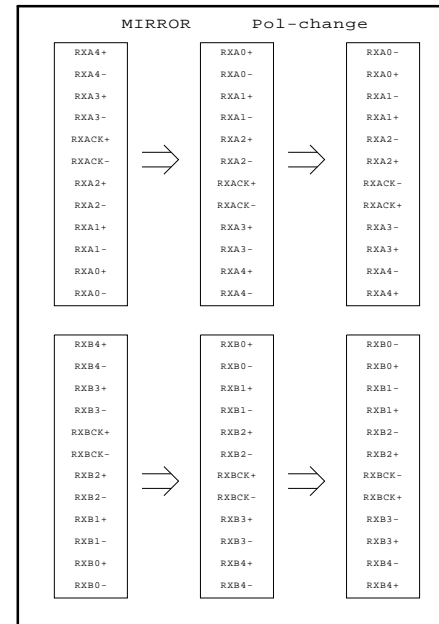 MIRROR Pol-change
RXA4+ RXA0+ RXA0-
RXA4- RXA0- RXA0+
RXA3+ RXA1+ RXA1-
RXA3- RXA1- RXA1+
RXACK+ RXA2+ RXA2-
RXACK- RXA2- RXA2+
RXA2+ RXACK+ RXACK-
RXA2- RXACK- RXACK+
RXA1+ RXA3+ RXA3-
RXA1- RXA3- RXA3+
RXA0+ RXA4+ RXA4-
RXA0- RXA4- RXA4+
RXB4+ RXB0+ RXB0-
RXB4- RXB0- RXB0+
RXB3+ RXB1+ RXB1-
RXB3- RXB1- RXB1+
RXBCK+ RXB2+ RXB2-
RXBCK- RXB2- RXB2+
RXB2+ RXBCK+ RXBCK-
RXB2- RXBCK- RXBCK+
RXB1+ RXB3+ RXB3-
RXB1- RXB3- RXB3+
RXB0+ RXB4+ RXB4-
RXB0- RXB4- RXB4+